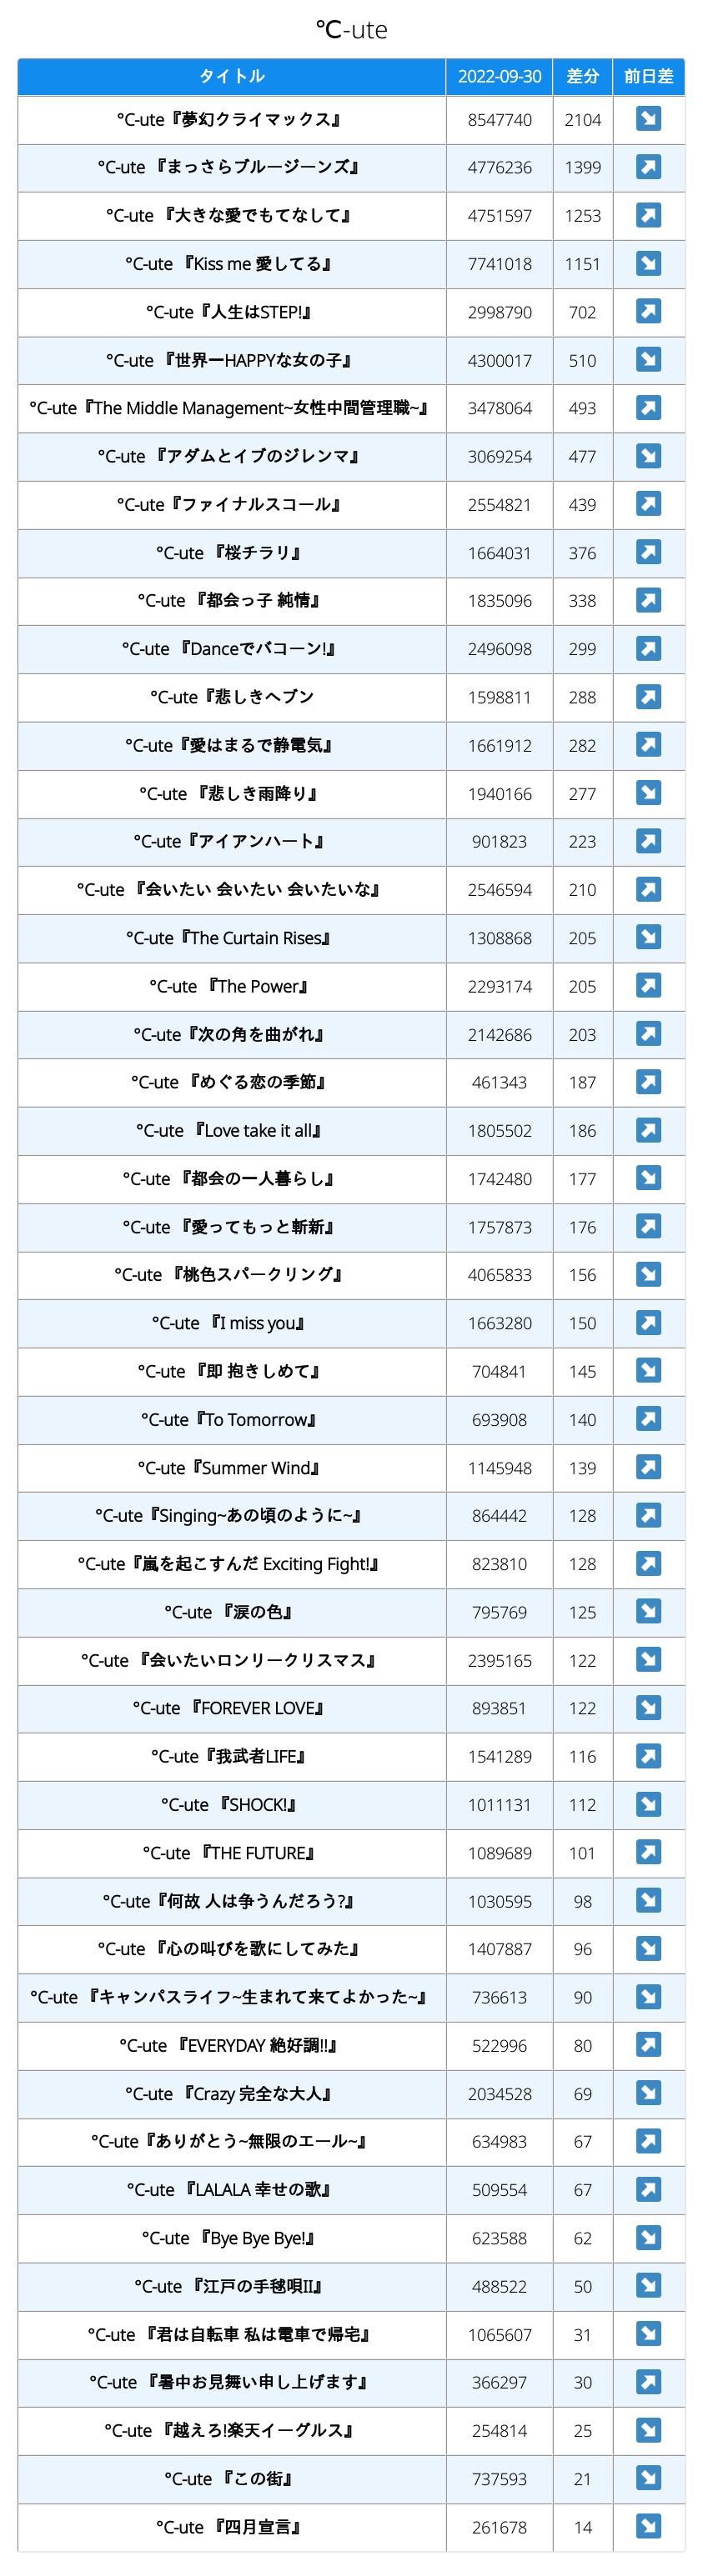 ℃-ute
タイトル 2022-09-30 差分 前日差
°C-ute『夢幻クライマックス』 8547740 2104 ↘
°C-ute 『まっさらブルージーンズ』 4776236 1399 ↗
°C-ute 『大きな愛でもてなして』 4751597 1253 ↗
°C-ute 『Kiss me 愛してる』 7741018 1151 ↘
°C-ute『人生はSTEP!』 2998790 702 ↗
°C-ute 『世界一HAPPYな女の子』 4300017 510 ↘
°C-ute『The Middle Management~女性中間管理職~』 3478064 493 ↗
°C-ute 『アダムとイブのジレンマ』 3069254 477 ↘
°C-ute『ファイナルスコール』 2554821 439 ↗
°C-ute 『桜チラリ』 1664031 376 ↗
°C-ute 『都会っ子 純情』 1835096 338 ↗
°C-ute 『Danceでバコーン!』 2496098 299 ↗
°C-ute『悲しきヘブン 1598811 288 ↗
°C-ute『愛はまるで静電気』 1661912 282 ↗
°C-ute 『悲しき雨降り』 1940166 277 ↘
°C-ute『アイアンハート』 901823 223 ↗
°C-ute 『会いたい 会いたい 会いたいな』 2546594 210 ↗
°C-ute『The Curtain Rises』 1308868 205 ↘
°C-ute 『The Power』 2293174 205 ↗
°C-ute『次の角を曲がれ』 2142686 203 ↗
°C-ute 『めぐる恋の季節』 461343 187 ↗
°C-ute 『Love take it all』 1805502 186 ↗
°C-ute 『都会の一人暮らし』 1742480 177 ↘
°C-ute 『愛ってもっと斬新』 1757873 176 ↗
°C-ute 『桃色スパークリング』 4065833 156 ↘
°C-ute 『I miss you』 1663280 150 ↗
°C-ute 『即 抱きしめて』 704841 145 ↘
°C-ute『To Tomorrow』 693908 140 ↗
°C-ute『Summer Wind』 1145948 139 ↗
°C-ute『Singing~あの頃のように~』 864442 128 ↗
°C-ute『嵐を起こすんだ Exciting Fight!』 823810 128 ↗
°C-ute 『涙の色』 795769 125 ↘
°C-ute 『会いたいロンリークリスマス』 2395165 122 ↘
°C-ute 『FOREVER LOVE』 893851 122 ↘
°C-ute『我武者LIFE』 1541289 116 ↗
°C-ute 『SHOCK!』 1011131 112 ↘
°C-ute 『THE FUTURE』 1089689 101 ↗
°C-ute『何故 人は争うんだろう?』 1030595 98 ↘
°C-ute 『心の叫びを歌にしてみた』 1407887 96 ↘
°C-ute 『キャンパスライフ~生まれて来てよかった~』 736613 90 ↘
°C-ute 『EVERYDAY 絶好調!!』 522996 80 ↗
°C-ute 『Crazy 完全な大人』 2034528 69 ↘
°C-ute『ありがとう~無限のエール~』 634983 67 ↗
°C-ute 『LALALA 幸せの歌』 509554 67 ↗
°C-ute 『Bye Bye Bye!』 623588 62 ↘
°C-ute 『江戸の手毬唄II』 488522 50 ↘
°C-ute 『君は自転車 私は電車で帰宅』 1065607 31 ↘
°C-ute 『暑中お見舞い申し上げます』 366297 30 ↗
°C-ute 『越えろ!楽天イーグルス』 254814 25 ↘
°C-ute 『この街』 737593 21 ↘
°C-ute 『四月宣言』 261678 14 ↘